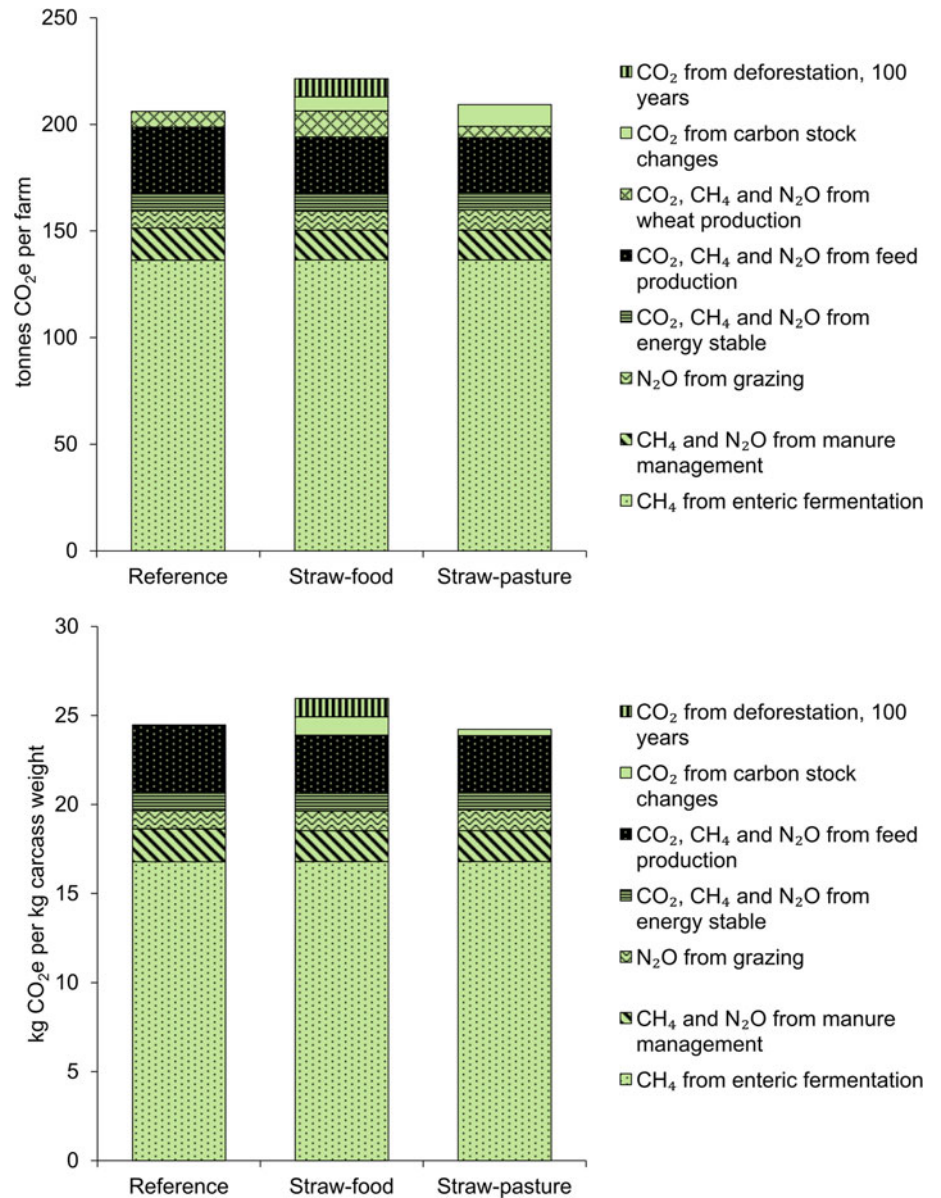 250
200
150
100
50
0
tonnes CO₂e per farm
Reference Straw-food Straw-pasture
CO₂ from deforestation, 100
years
CO₂ from carbon stock
changes
CO₂, CH₄ and N₂O from
wheat production
CO₂, CH₄ and N₂O from feed
production
CO₂, CH₄ and N₂O from
energy stable
N₂O from grazing
CH₄ and N₂O from manure
management
CH₄ from enteric fermentation
30
25
20
15
10
5
0
kg CO₂e per kg carcass weight
Reference Straw-food Straw-pasture
CO₂ from deforestation, 100
years
CO₂ from carbon stock
changes
CO₂, CH₄ and N₂O from feed
production
CO₂, CH₄ and N₂O from
energy stable
N₂O from grazing
CH₄ and N₂O from manure
management
CH₄ from enteric fermentation